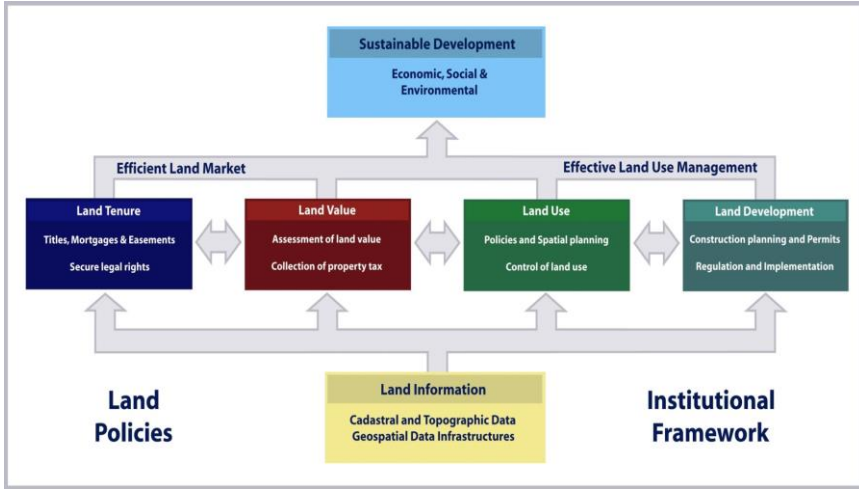 Sustainable Development
Economic, Social &
Environmental
Efficient Land Market
Effective Land Use Management
Land Tenure
Titles, Mortgages & Easements
Secure legal rights
Land Value
Assessment of land value
Collection of property tax
Land Use
Policies and Spatial planning
Control of land use
Land Development
Construction planning and Permits
Regulation and Implementation
Land
Policies
Land Information
Cadastral and Topographic Data
Geospatial Data Infrastructures
Institutional
Framework